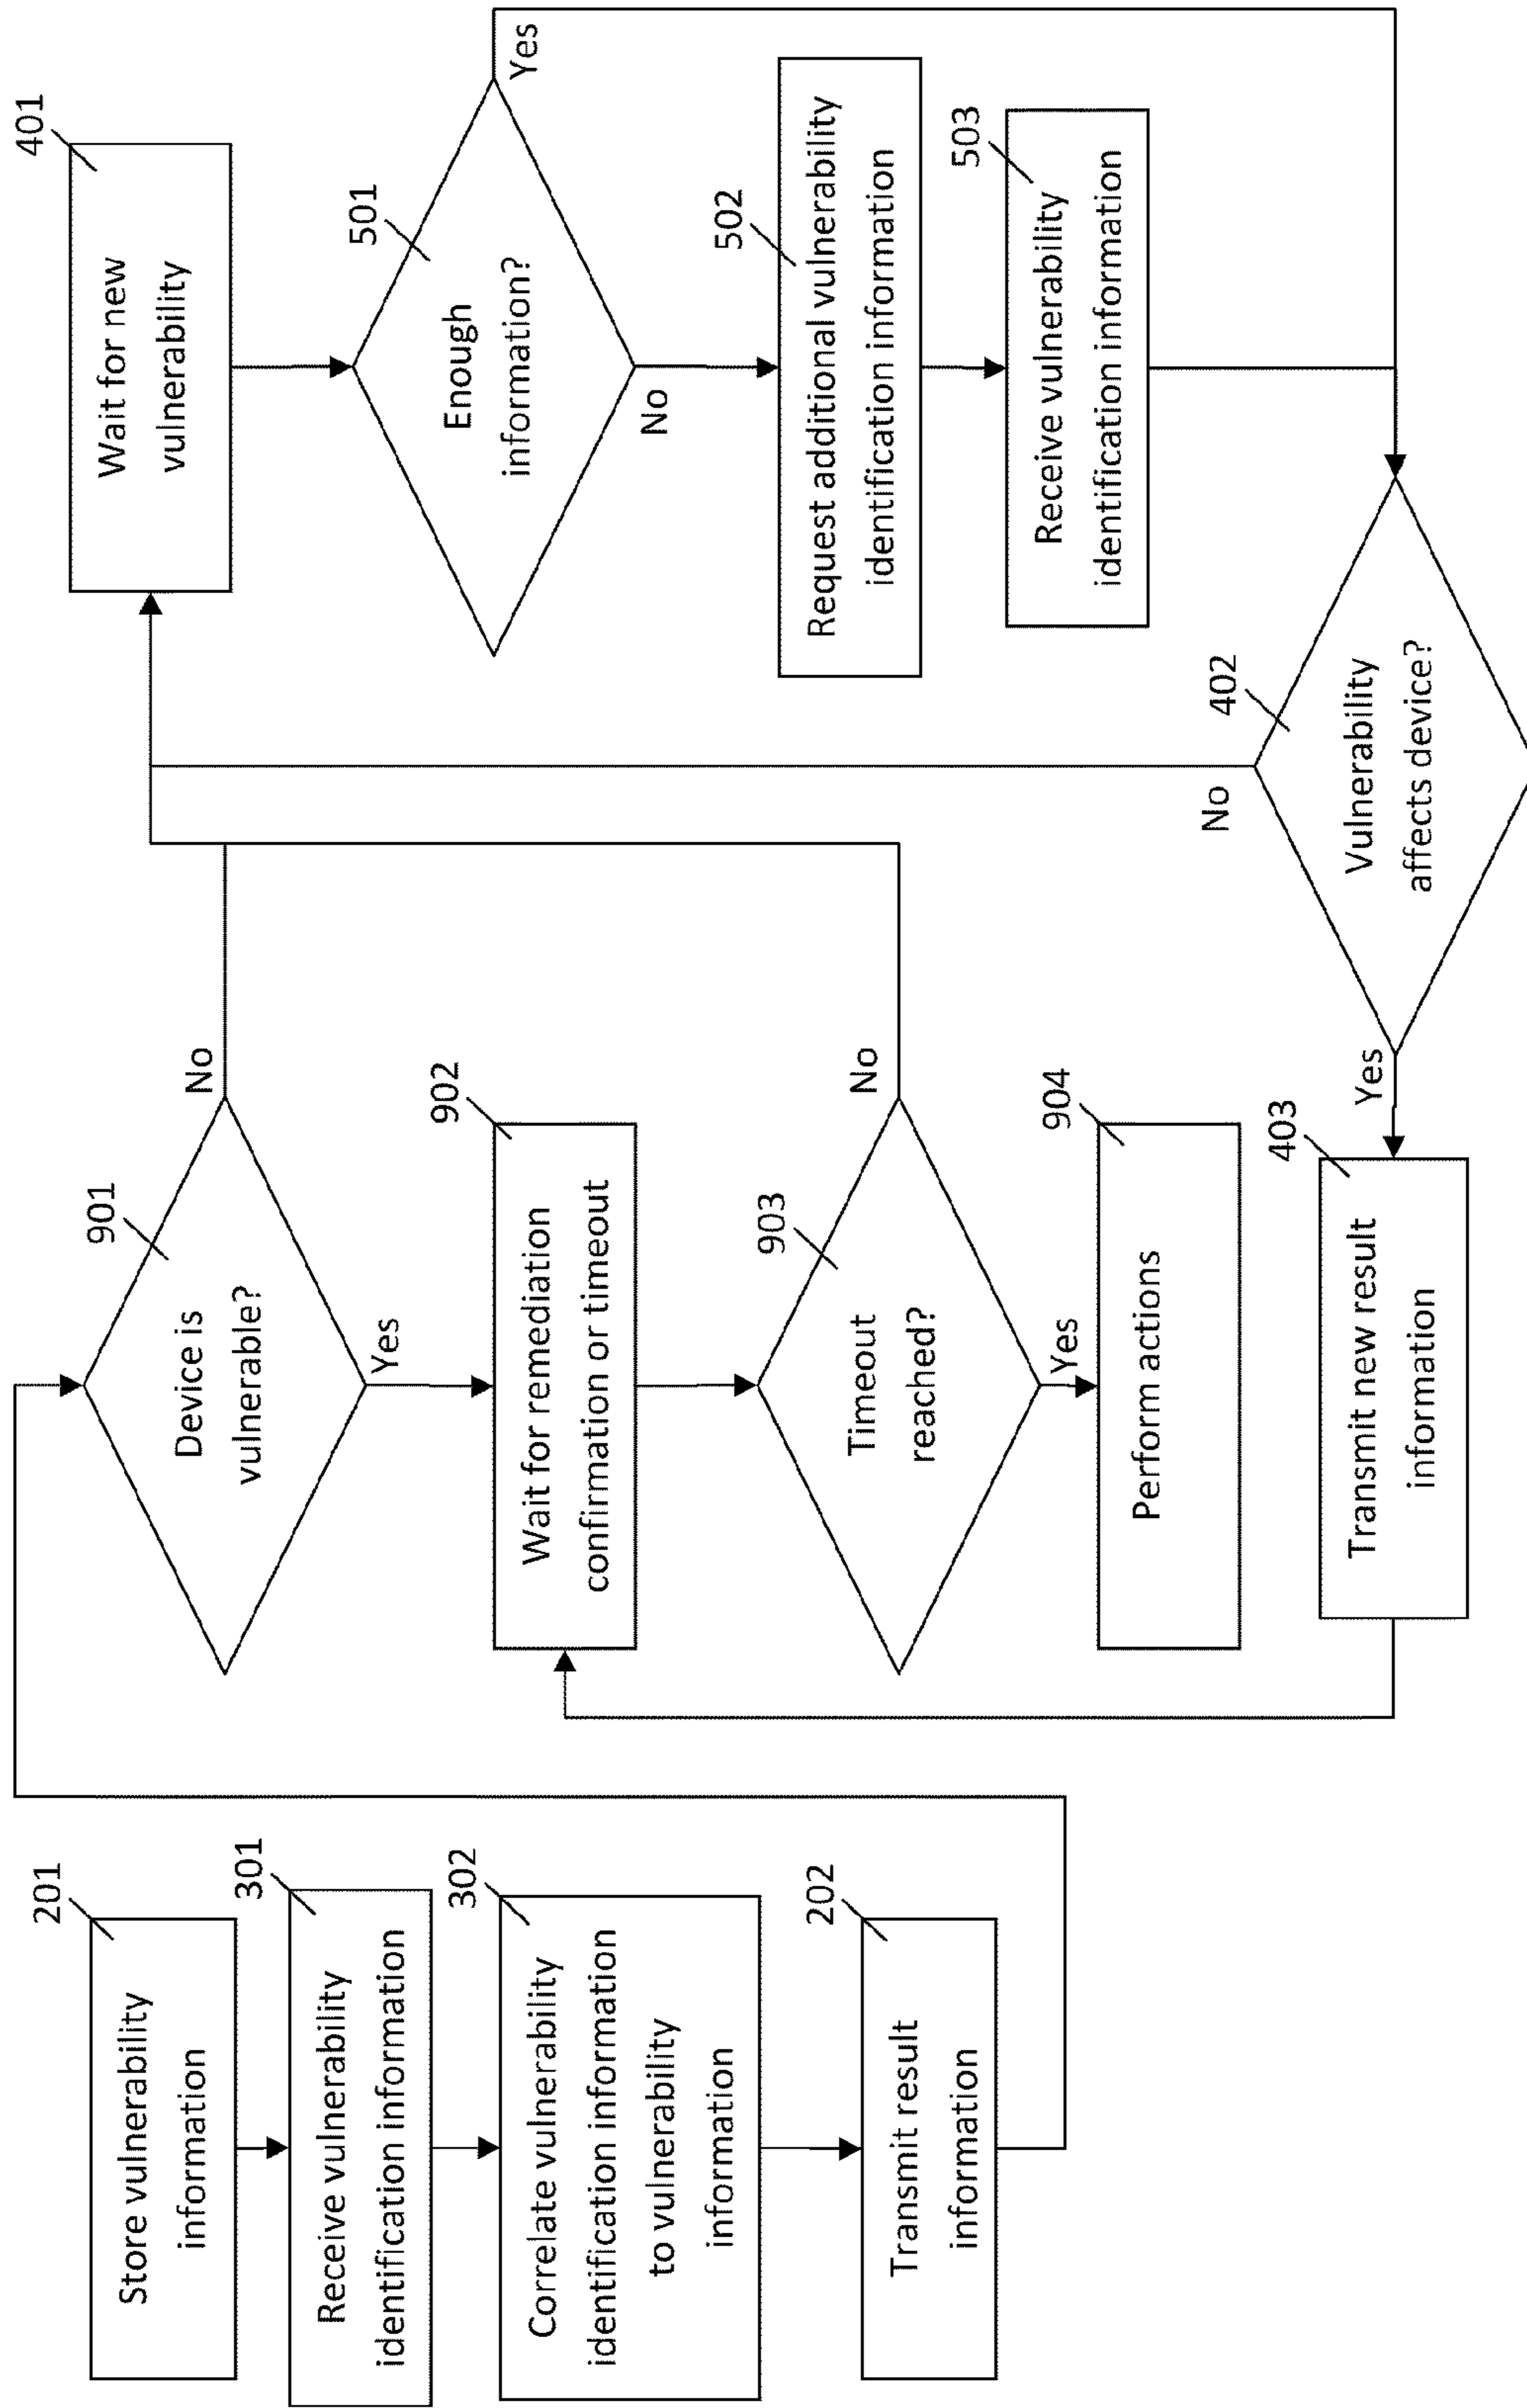 201
Store vulnerability
information
301
Receive vulnerability
identification information
302
Correlate vulnerability
identification information
to vulnerability
information
202
Transmit result
information
901
Device is
vulnerable?
No
Yes
902
Wait for remediation
confirmation or timeout
903
Timeout
reached?
No
Yes
904
Perform actions
403
Transmit new result
information
401
Wait for new
vulnerability
501
Enough
information?
Yes
No
502
Request additional vulnerability
identification information
503
Receive vulnerability
identification information
402
Vulnerability
affects device?
No
Yes